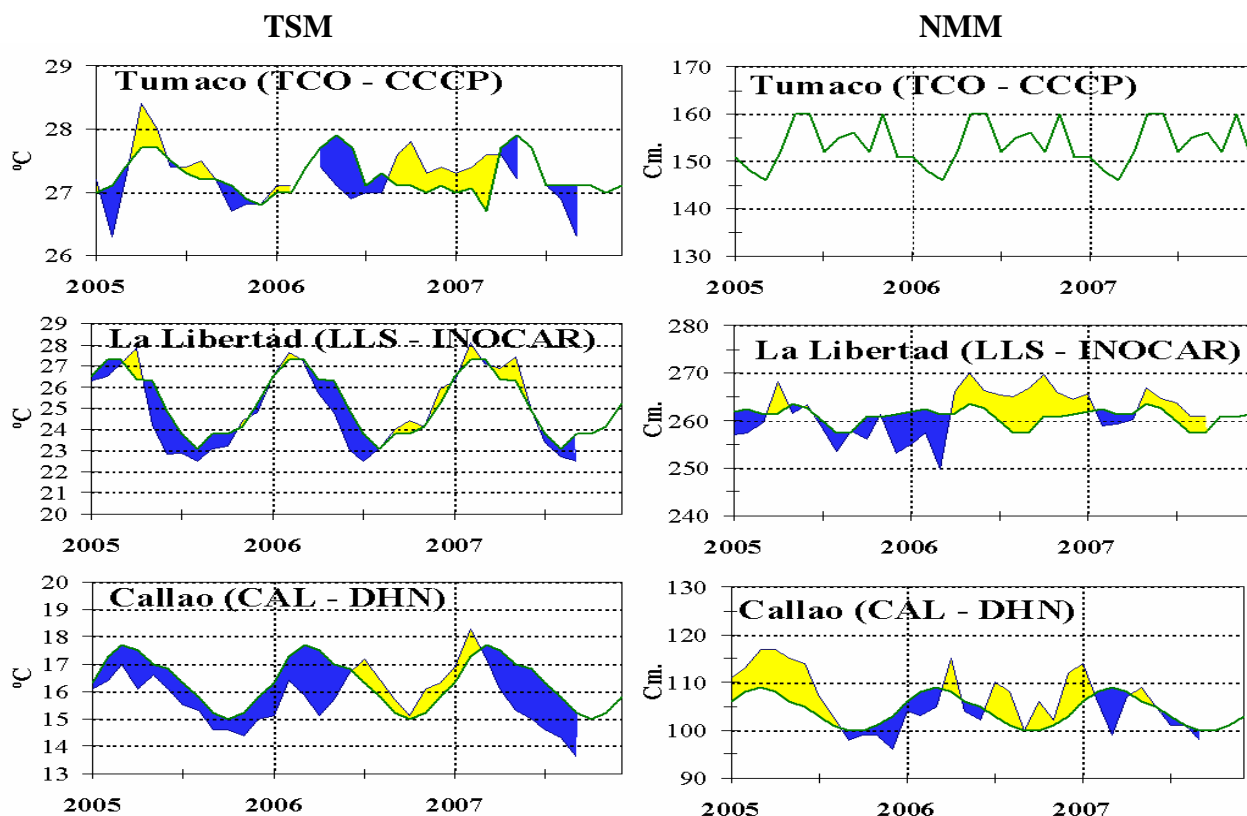 TSM NMM
Tumaco (TCO - CCCP)
ºC
29
28
27
26
2005 2006 2007
Tumaco (TCO - CCCP)
Cm.
170
160
150
140
130
2005 2006 2007
La Libertad (LLS - INOCAR)
ºC
29
28
27
26
25
24
23
22
21
20
2005 2006 2007
La Libertad (LLS - INOCAR)
Cm.
280
270
260
250
240
2005 2006 2007
Callao (CAL - DHN)
ºC
20
19
18
17
16
15
14
13
2005 2006 2007
Callao (CAL - DHN)
Cm.
130
120
110
100
90
2005 2006 2007